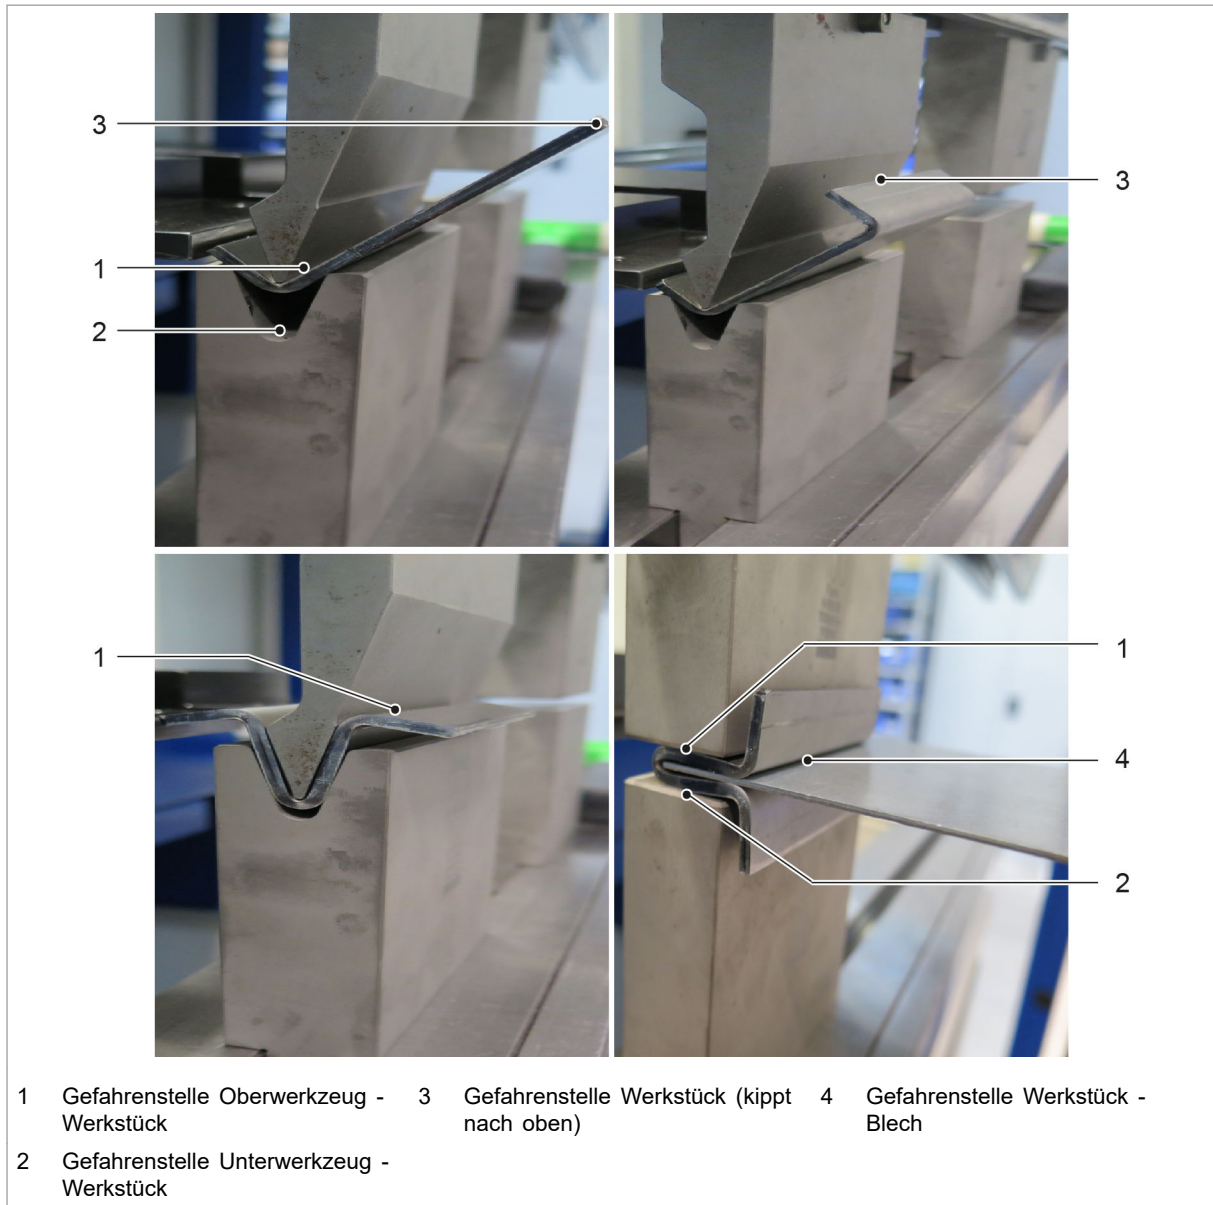 3
1
2
3
1
1
4
2
1 Gefahrenstelle Oberwerkzeug -
Werkstück
2 Gefahrenstelle Unterwerkzeug -
Werkstück
3 Gefahrenstelle Werkstück (kippt
nach oben)
4 Gefahrenstelle Werkstück -
Blech